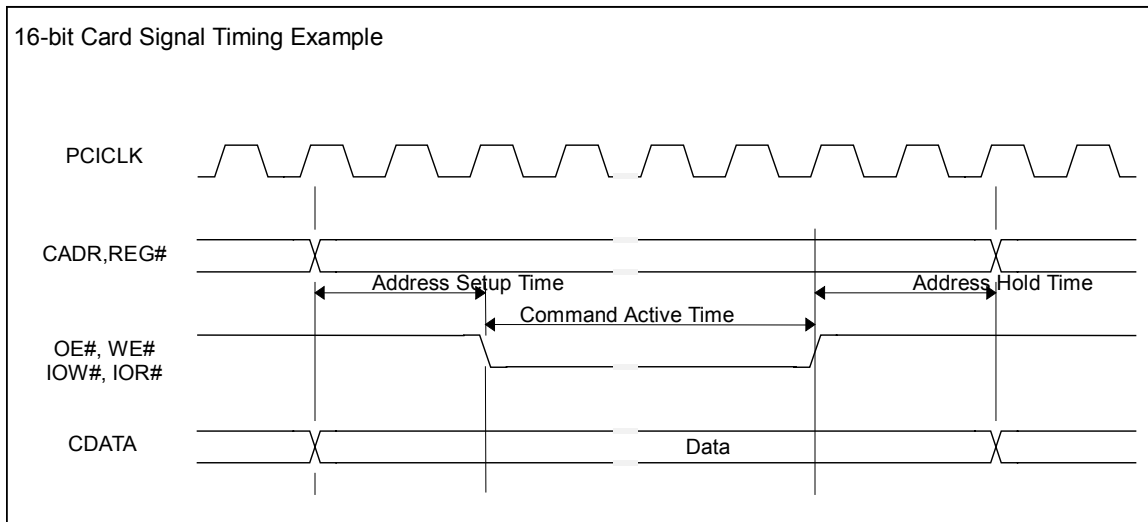 16-bit Card Signal Timing Example
PCICLK
CADR,REG#
Address Setup Time
Address Hold Time
Command Active Time
OE#, WE#
IOW#, IOR#
CDATA
Data